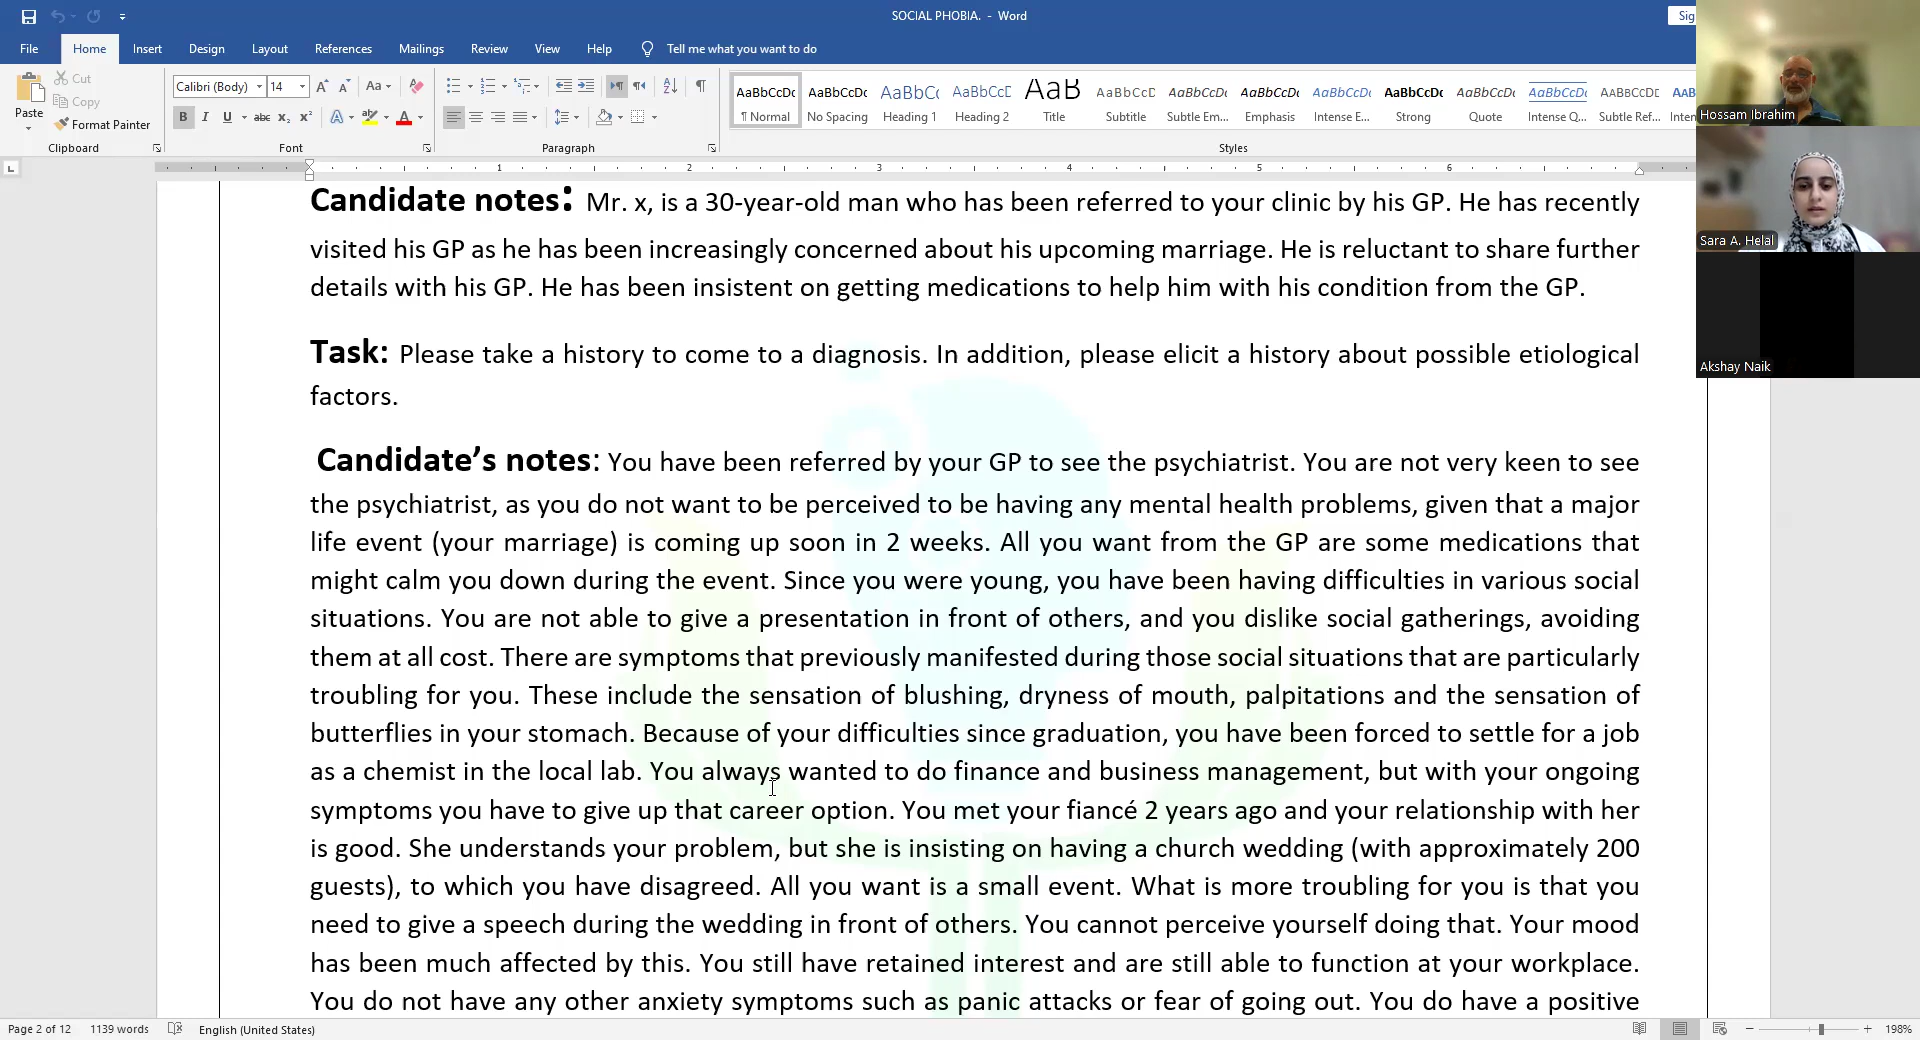 SOCIAL PHOBIA. - Word
Sig
File Home Insert Design Layout References Mailings Review View Help Tell me what you want to do
Paste
Cut
Copy
Format Painter
Clipboard
Calibri (Body) 14
Font
Paragraph
AaBbCcDc AaBbCcDc AaBbC( AaBbCcD AaB AaBbCcD AaBbCcDc AaBbCcDc AaBbCcDc AaBbCcDc AaBbCcDc AaBbCcDc AaBbCcDd AaB
¶ Normal No Spacing Heading 1 Heading 2 Title Subtitle Subtle Em... Emphasis Intense E... Strong Quote Intense Q... Subtle Ref... Inten
Styles
1 2 3 4 5 6
Hossam Ibrahim
Sara A. Helal
Akshay Naik
Candidate notes: Mr. x, is a 30-year-old man who has been referred to your clinic by his GP. He has recently
visited his GP as he has been increasingly concerned about his upcoming marriage. He is reluctant to share further
details with his GP. He has been insistent on getting medications to help him with his condition from the GP.
Task: Please take a history to come to a diagnosis. In addition, please elicit a history about possible etiological
factors.
Candidate’s notes: You have been referred by your GP to see the psychiatrist. You are not very keen to see
the psychiatrist, as you do not want to be perceived to be having any mental health problems, given that a major
life event (your marriage) is coming up soon in 2 weeks. All you want from the GP are some medications that
might calm you down during the event. Since you were young, you have been having difficulties in various social
situations. You are not able to give a presentation in front of others, and you dislike social gatherings, avoiding
them at all cost. There are symptoms that previously manifested during those social situations that are particularly
troubling for you. These include the sensation of blushing, dryness of mouth, palpitations and the sensation of
butterflies in your stomach. Because of your difficulties since graduation, you have been forced to settle for a job
as a chemist in the local lab. You always wanted to do finance and business management, but with your ongoing
symptoms you have to give up that career option. You met your fiancé 2 years ago and your relationship with her
is good. She understands your problem, but she is insisting on having a church wedding (with approximately 200
guests), to which you have disagreed. All you want is a small event. What is more troubling for you is that you
need to give a speech during the wedding in front of others. You cannot perceive yourself doing that. Your mood
has been much affected by this. You still have retained interest and are still able to function at your workplace.
You do not have any other anxiety symptoms such as panic attacks or fear of going out. You do have a positive
Page 2 of 12 1139 words English (United States) 198%